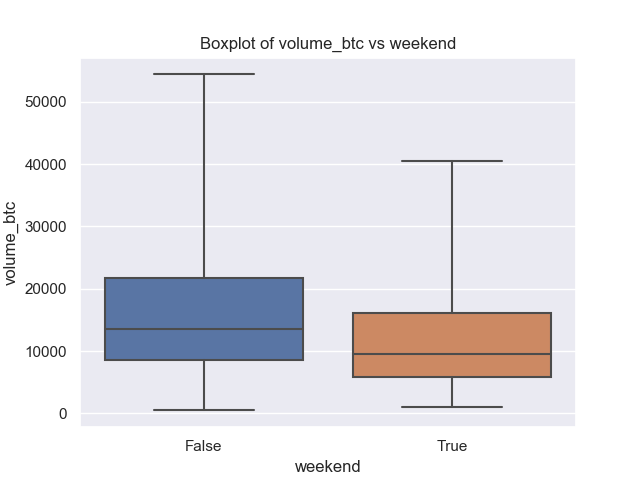 Boxplot of volume_btc vs weekend
50000
40000
30000
20000
10000
0
volume_btc
False True
weekend